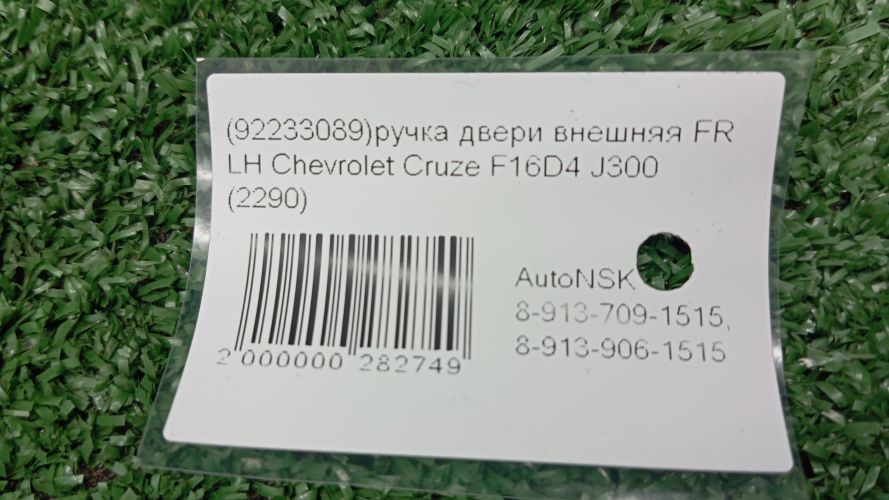 (92233089)ручка двери внешняя FR
LH Chevrolet Cruze F16D4 J300
(2290)
AutoNSK
8-913-709-1515,
8-913-906-1515
2 000000 282749